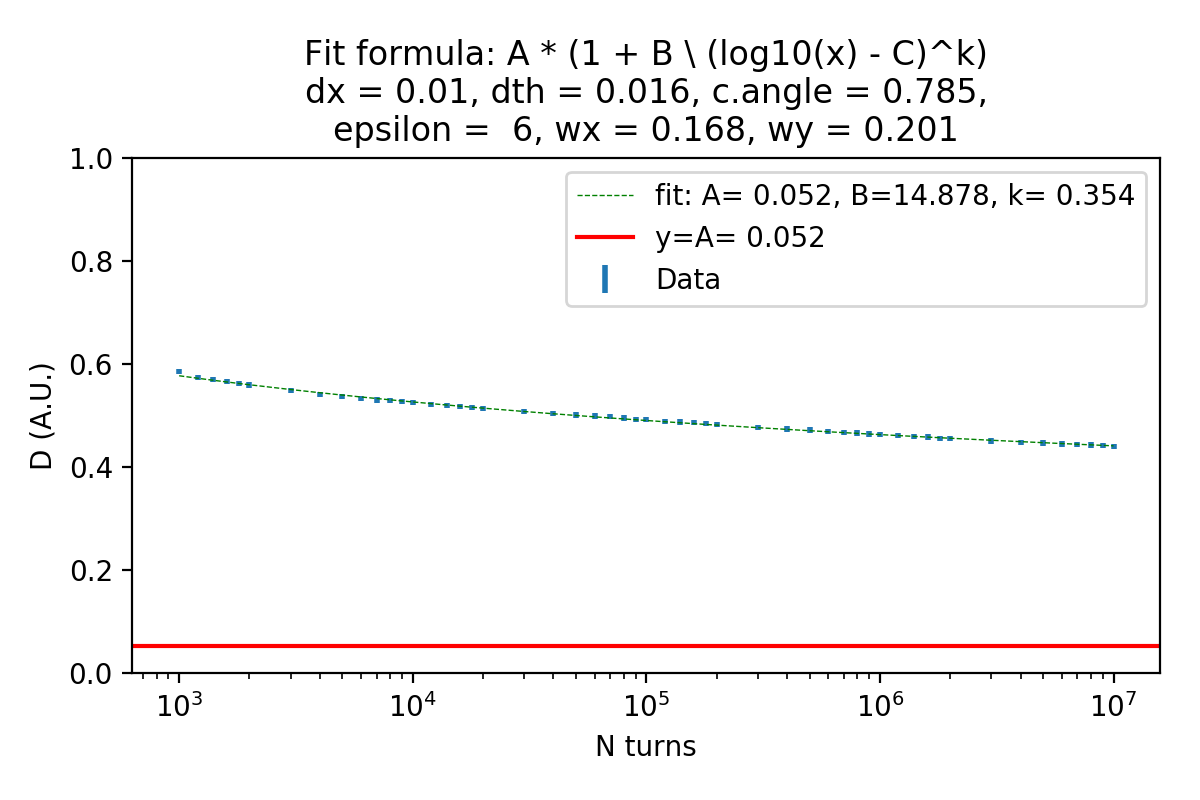 Fit formula: A * (1 + B \ (log10(x) - C)^k)
dx = 0.01, dth = 0.016, c.angle = 0.785,
epsilon =  6, wx = 0.168, wy = 0.201
1.0
0.8
0.6
0.4
0.2
0.0
D (A.U.)
fit: A= 0.052, B=14.878, k= 0.354
y=A= 0.052
Data
10³ 10⁴ 10⁵ 10⁶ 10⁷
N turns